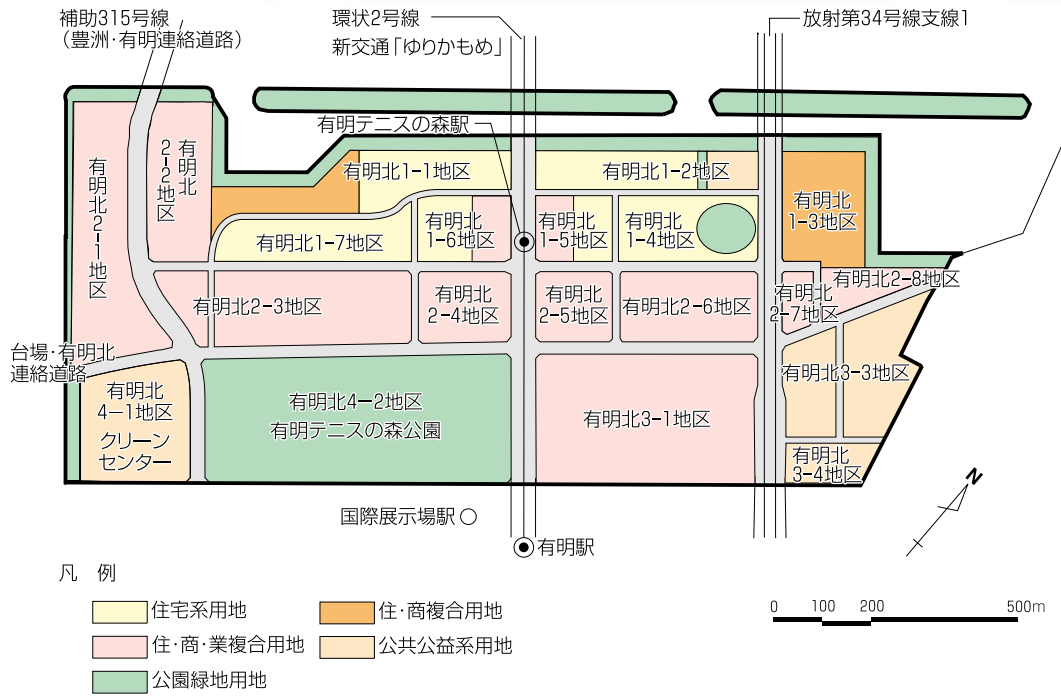 補助315号線
（豊洲・有明連絡道路）
環状2号線
新交通「ゆりかもめ」
放射第34号線支線1
有明テニスの森駅
有明北
2-1地区
有明北
2-2地区
有明北1-1地区
有明北1-2地区
有明北
1-3地区
有明北1-7地区
有明北
1-6地区
有明北
1-5地区
有明北
1-4地区
有明北2-3地区
有明北
2-4地区
有明北
2-5地区
有明北2-6地区
有明北
2-7地区
有明北2-8地区
台場・有明北
連絡道路
有明北
4-1地区
クリーン
センター
有明北4-2地区
有明テニスの森公園
有明北3-1地区
有明北3-3地区
有明北
3-4地区
国際展示場駅
有明駅
N
凡 例
住宅系用地
住・商複合用地
住・商・業複合用地
公共公益系用地
公園緑地用地
0 100 200 500m